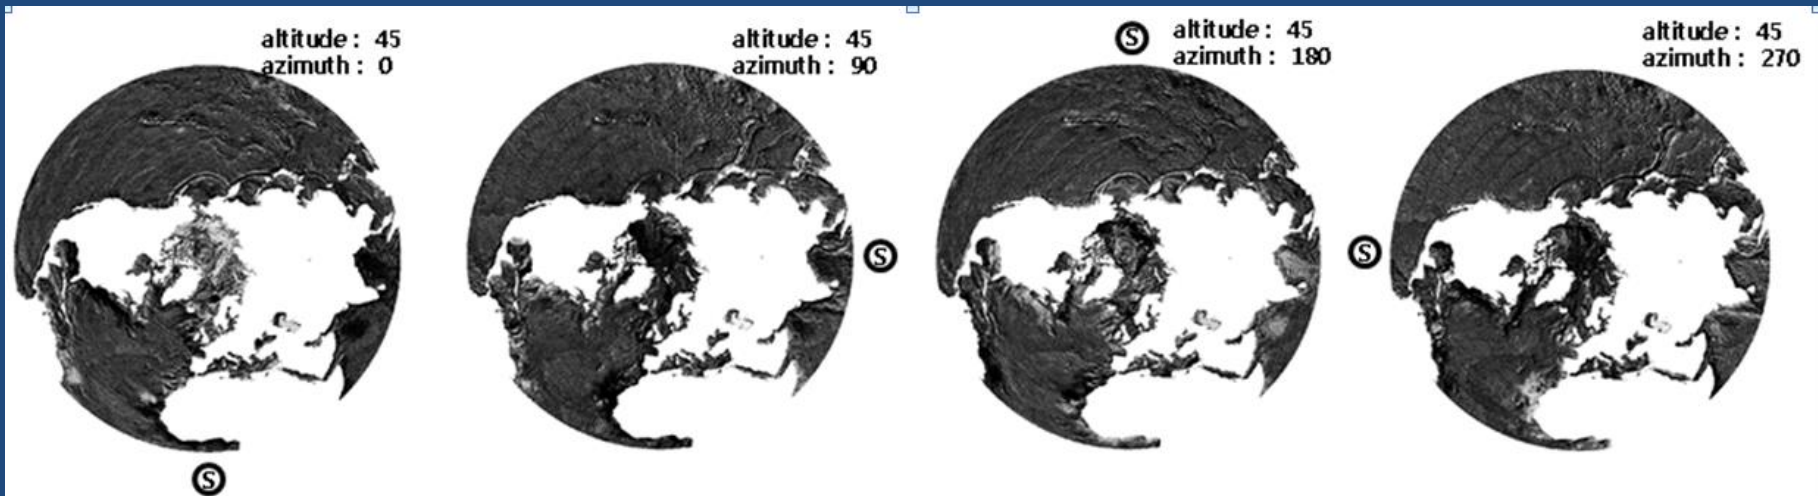 altitude : 45
azimuth : 0
altitude : 45
azimuth : 90
S
altitude : 45
azimuth : 180
altitude : 45
azimuth : 270
S
S
S